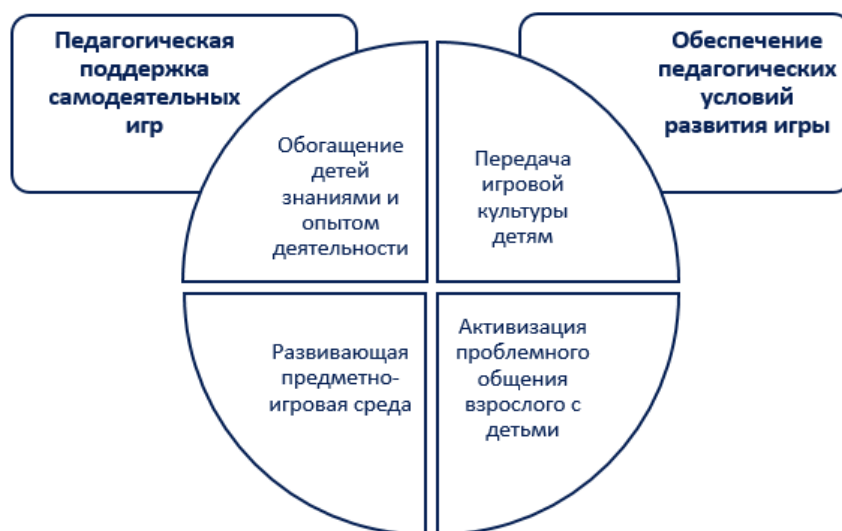 Педагогическая
поддержка
самодеятельных
игр
Обеспечение
педагогических
условий
развития игры
Обогащение
детей
знаниями и
опытом
деятельности
Передача
игровой
культуры
детям
Развивающая
предметно-
игровая среда
Активизация
проблемного
общения
взрослого с
детьми